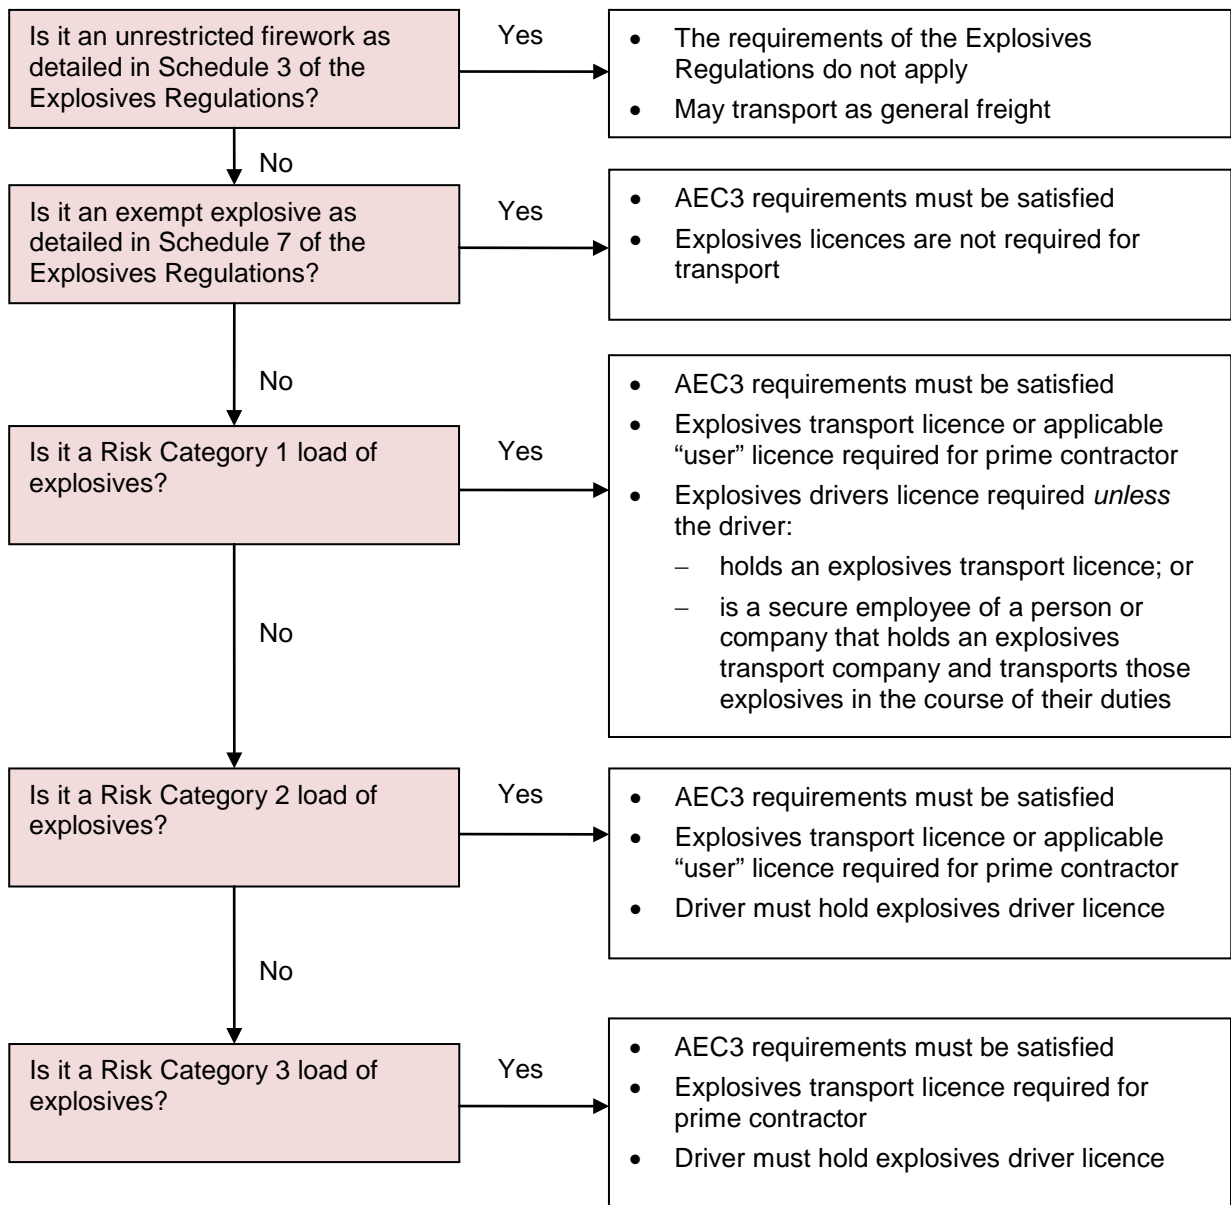 Is it an unrestricted firework as
detailed in Schedule 3 of the
Explosives Regulations?
Yes
• The requirements of the Explosives
Regulations do not apply
• May transport as general freight
No
Is it an exempt explosive as
detailed in Schedule 7 of the
Explosives Regulations?
Yes
• AEC3 requirements must be satisfied
• Explosives licences are not required for
transport
No
Is it a Risk Category 1 load of
explosives?
Yes
• AEC3 requirements must be satisfied
• Explosives transport licence or applicable
“user” licence required for prime contractor
• Explosives drivers licence required unless
the driver:
– holds an explosives transport licence; or
– is a secure employee of a person or
company that holds an explosives
transport company and transports those
explosives in the course of their duties
No
Is it a Risk Category 2 load of
explosives?
Yes
• AEC3 requirements must be satisfied
• Explosives transport licence or applicable
“user” licence required for prime contractor
• Driver must hold explosives driver licence
No
Is it a Risk Category 3 load of
explosives?
Yes
• AEC3 requirements must be satisfied
• Explosives transport licence required for
prime contractor
• Driver must hold explosives driver licence